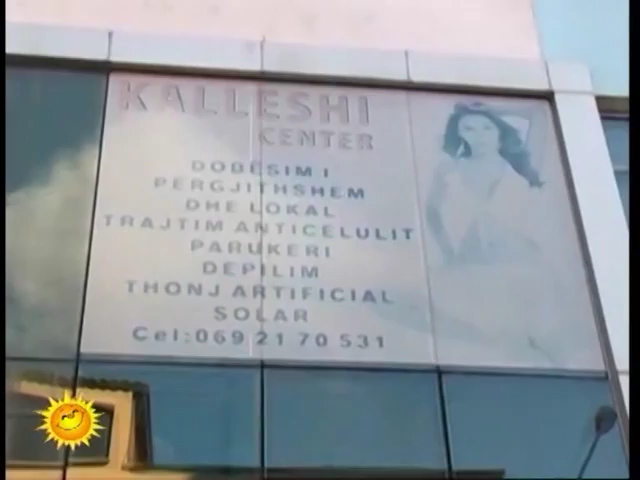 KALLESHI
CENTER
DOBESIM I
PERGJITHSHEM
DHE LOKAL
TRAJTIM ANTICELULIT
PARUKERI
DEPILIM
THONJ ARTIFICIAL
SOLAR
Cel:069 21 70 531